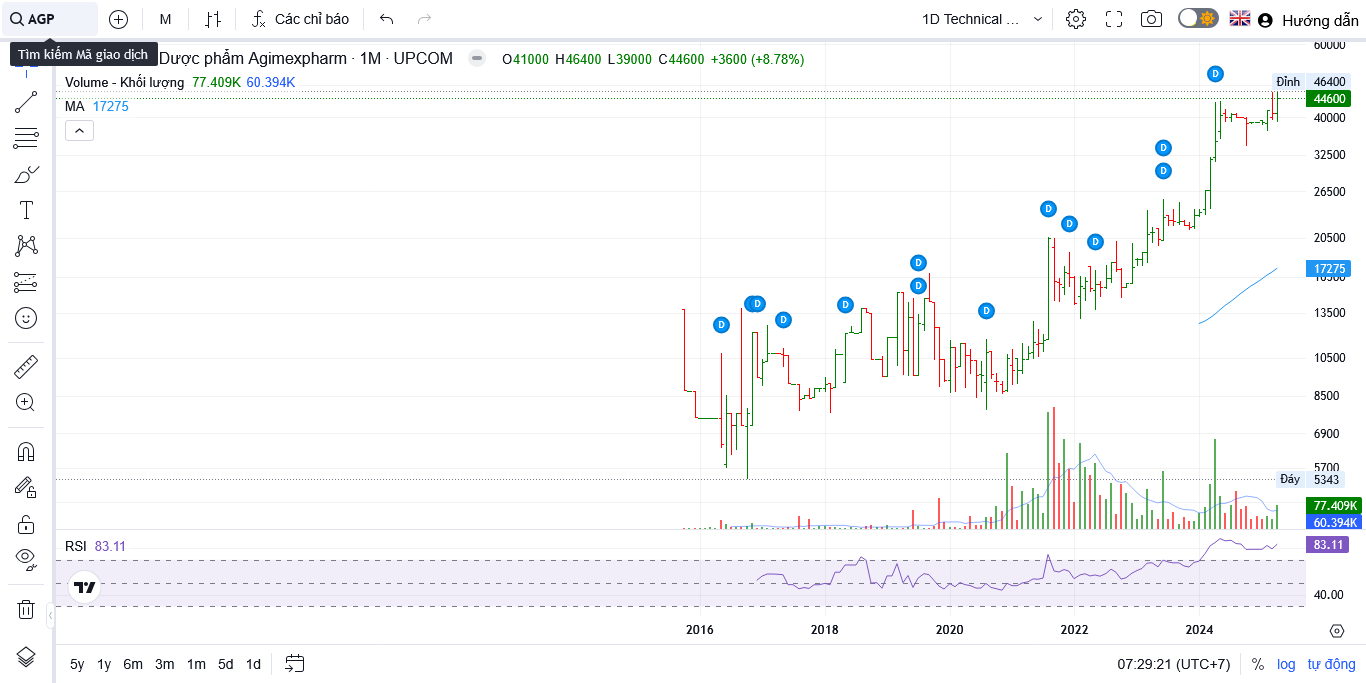 AGP
M
Các chỉ báo
1D Technical ...
Hướng dẫn
Tìm kiếm Mã giao dịch
Dược phẩm Agimexpharm · 1M · UPCOM
O41000 H46400 L39000 C44600 +3600 (+8.78%)
Volume - Khối lượng 77.409K 60.394K
MA 17275
60000
Đỉnh 46400
44600
40000
32500
26500
20500
17275
13500
10500
8500
6900
5700
Đáy 5343
77.409K
60.394K
D
D
D
D
D
D
D
D
D
D
D
D
D
D
RSI 83.11
83.11
40.00
2016 2018 2020 2022 2024
5y 1y 6m 3m 1m 5d 1d
07:29:21 (UTC+7)
% log tự động